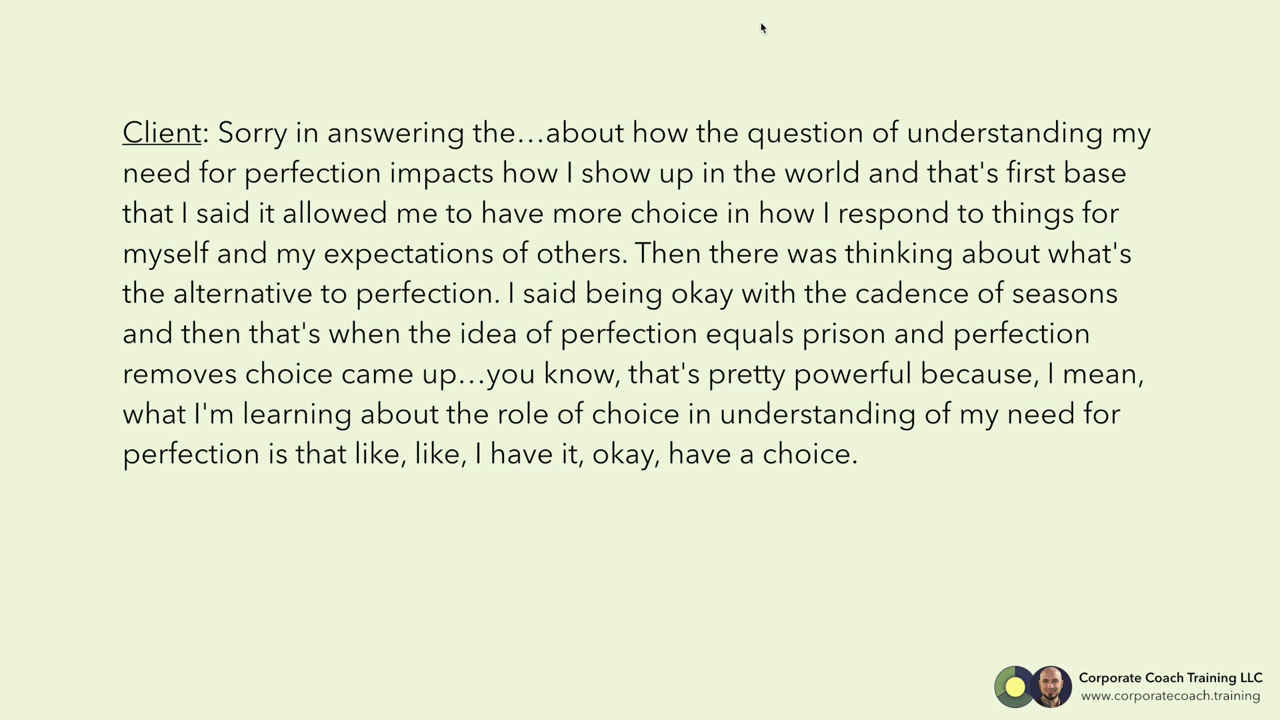 Client: Sorry in answering the…about how the question of understanding my
need for perfection impacts how I show up in the world and that's first base
that I said it allowed me to have more choice in how I respond to things for
myself and my expectations of others. Then there was thinking about what's
the alternative to perfection. I said being okay with the cadence of seasons
and then that's when the idea of perfection equals prison and perfection
removes choice came up…you know, that's pretty powerful because, I mean,
what I'm learning about the role of choice in understanding of my need for
perfection is that like, like, I have it, okay, have a choice.
Corporate Coach Training LLC
www.corporatecoach.training